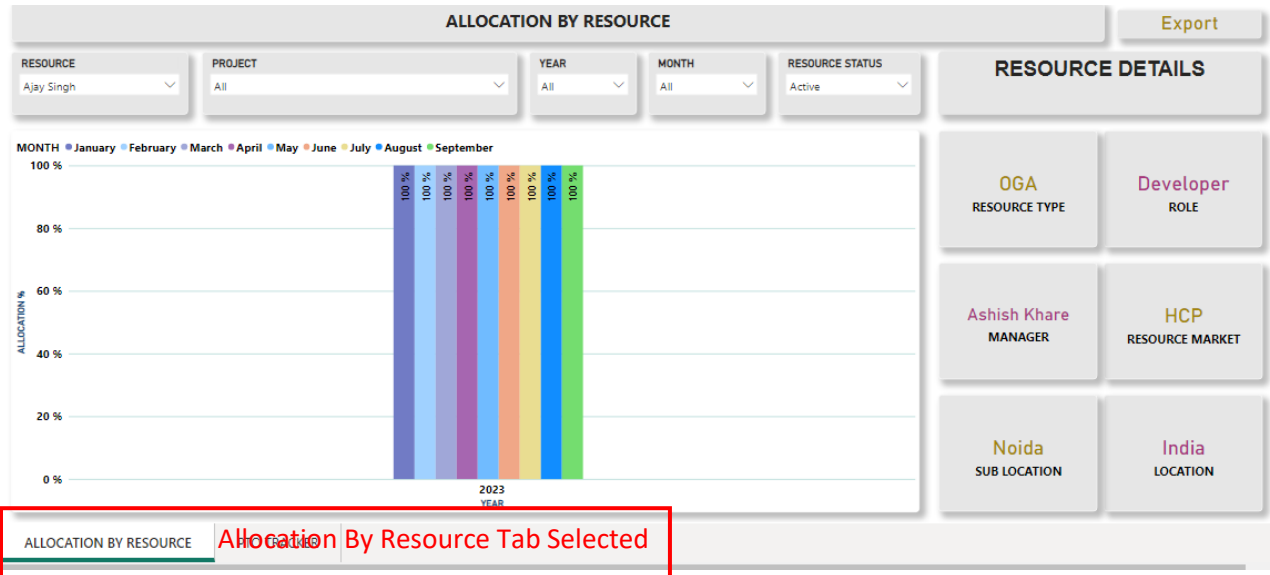 ALLOCATION BY RESOURCE
Export
RESOURCE
Ajay Singh
PROJECT
All
YEAR
All
MONTH
All
RESOURCE STATUS
Active
RESOURCE DETAILS
MONTH January February March April May June July August September
100 %
80 %
60 %
40 %
20 %
0 %
ALLOCATION %
100 %
100 %
100 %
100 %
100 %
100 %
100 %
100 %
100 %
2023
YEAR
OGA
RESOURCE TYPE
Developer
ROLE
Ashish Khare
MANAGER
HCP
RESOURCE MARKET
Noida
SUB LOCATION
India
LOCATION
ALLOCATION BY RESOURCE
PTO TRACKER
Allocation By Resource Tab Selected